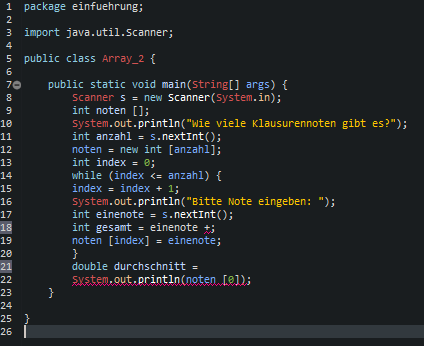 1 package einfuehrung;
2
3 import java.util.Scanner;
4
5 public class Array_2 {
6
7 public static void main(String[] args) {
8 Scanner s = new Scanner(System.in);
9 int noten [];
10 System.out.println("Wie viele Klausurennoten gibt es?");
11 int anzahl = s.nextInt();
12 noten = new int [anzahl];
13 int index = 0;
14 while (index <= anzahl) {
15 index = index + 1;
16 System.out.println("Bitte Note eingeben: ");
17 int einenote = s.nextInt();
18 int gesamt = einenote +;
19 noten [index] = einenote;
20 }
21 double durchschnitt =
22 System.out.println(noten [0]);
23 }
24
25 }
26